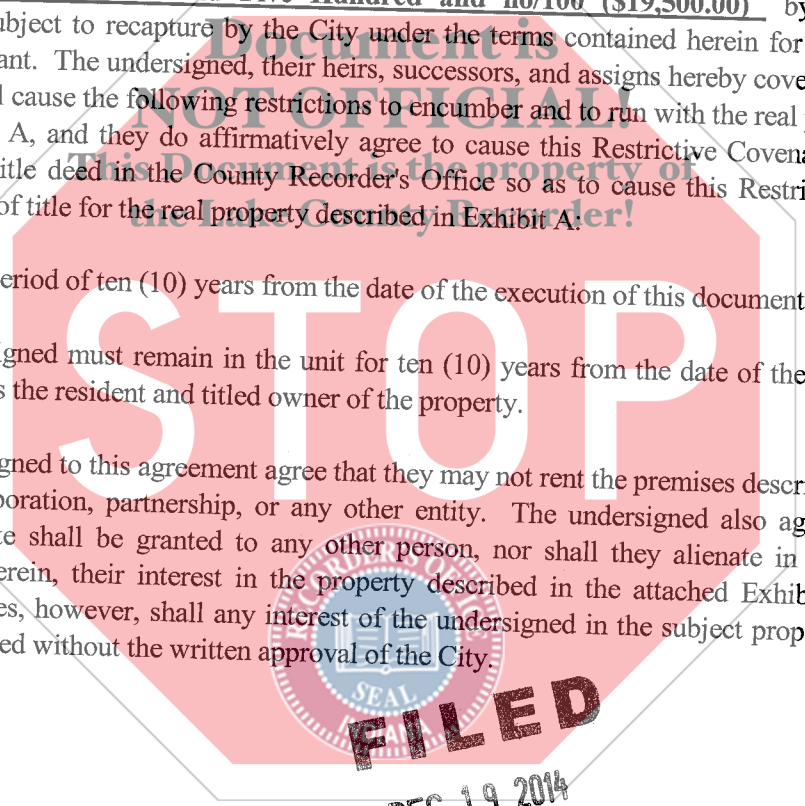 Five Hundred and no/100 ($19,500.00) by
ubject to recapture by the City under the terms contained herein for
Document is
ant. The undersigned, their heirs, successors, and assigns hereby cove
l cause the following restrictions to encumber and to run with the real
NOT OFFICIAL!
A, and they do affirmatively agree to cause this Restrictive Covena
This Document is the property of
itle deed in the County Recorder's Office so as to cause this Restri
of title for the real property described in Exhibit A:
the Lake County Recorder!
eriod of ten (10) years from the date of the execution of this document
STOP
igned must remain in the unit for ten (10) years from the date of the
s the resident and titled owner of the property.
gned to this agreement agree that they may not rent the premises descri
poration, partnership, or any other entity. The undersigned also ag
te shall be granted to any other person, nor shall they alienate in
erein, their interest in the property described in the attached Exhib
es, however, shall any interest of the undersigned in the subject prop
ed without the written approval of the City.
RECORDER'S OFFICE
SEAL
INDIANA
FILED
DEC 19 2014